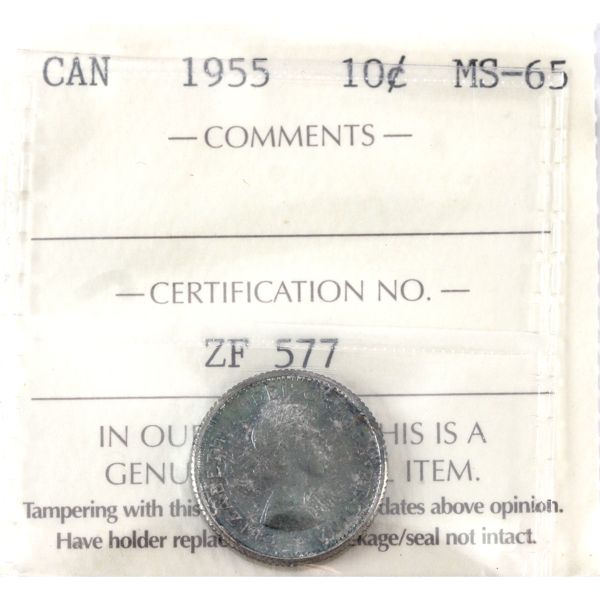 CAN 1955 10¢ MS-65
— COMMENTS —
— CERTIFICATION NO. —
ZF 577
IN OU HIS IS A
GENU L ITEM.
Tampering with this dates above opinion.
Have holder repla kage/seal not intact.